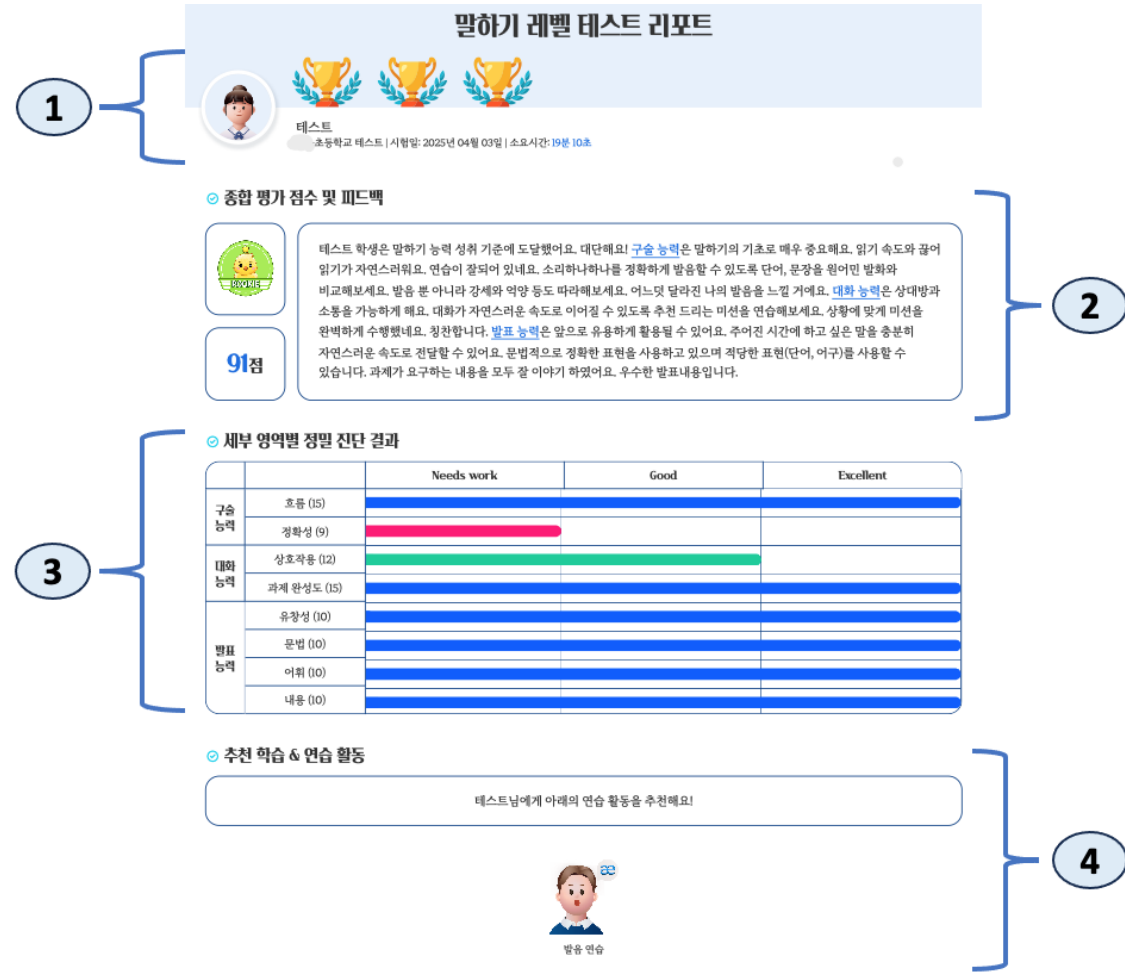 말하기 레벨 테스트 리포트
1
테스트
초등학교 테스트 | 시험일: 2025년 04월 03일 | 소요시간: 19분 10초
종합 평가 점수 및 피드백
테스트 학생은 말하기 능력 성취 기준에 도달했어요. 대단해요! 구술 능력은 말하기의 기초로 매우 중요해요. 읽기 속도와 끊어
읽기가 자연스러워요. 연습이 잘되어 있네요. 소리하나하나를 정확하게 발음할 수 있도록 단어, 문장을 원어민 발화와
비교해보세요. 발음 뿐 아니라 강세와 억양 등도 따라해보세요. 어느덧 달라진 나의 발음을 느낄 거예요. 대화 능력은 상대방과
소통을 가능하게 해요. 대화가 자연스러운 속도로 이어질 수 있도록 추천 드리는 미션을 연습해보세요. 상황에 맞게 미션을
완벽하게 수행했네요. 칭찬합니다. 발표 능력은 앞으로 유용하게 활용될 수 있어요. 주어진 시간에 하고 싶은 말을 충분히
자연스러운 속도로 전달할 수 있어요. 문법적으로 정확한 표현을 사용하고 있으며 적당한 표현(단어, 어구)를 사용할 수
있습니다. 과제가 요구하는 내용을 모두 잘 이야기 하였어요. 우수한 발표내용입니다.
91점
2
세부 영역별 정밀 진단 결과
Needs work Good Excellent
구술 능력
흐름 (15)
정확성 (9)
대화 능력
상호작용 (12)
과제 완성도 (15)
발표 능력
유창성 (10)
문법 (10)
어휘 (10)
내용 (10)
3
추천 학습 & 연습 활동
테스트님에게 아래의 연습 활동을 추천해요!
æ
발음 연습
4